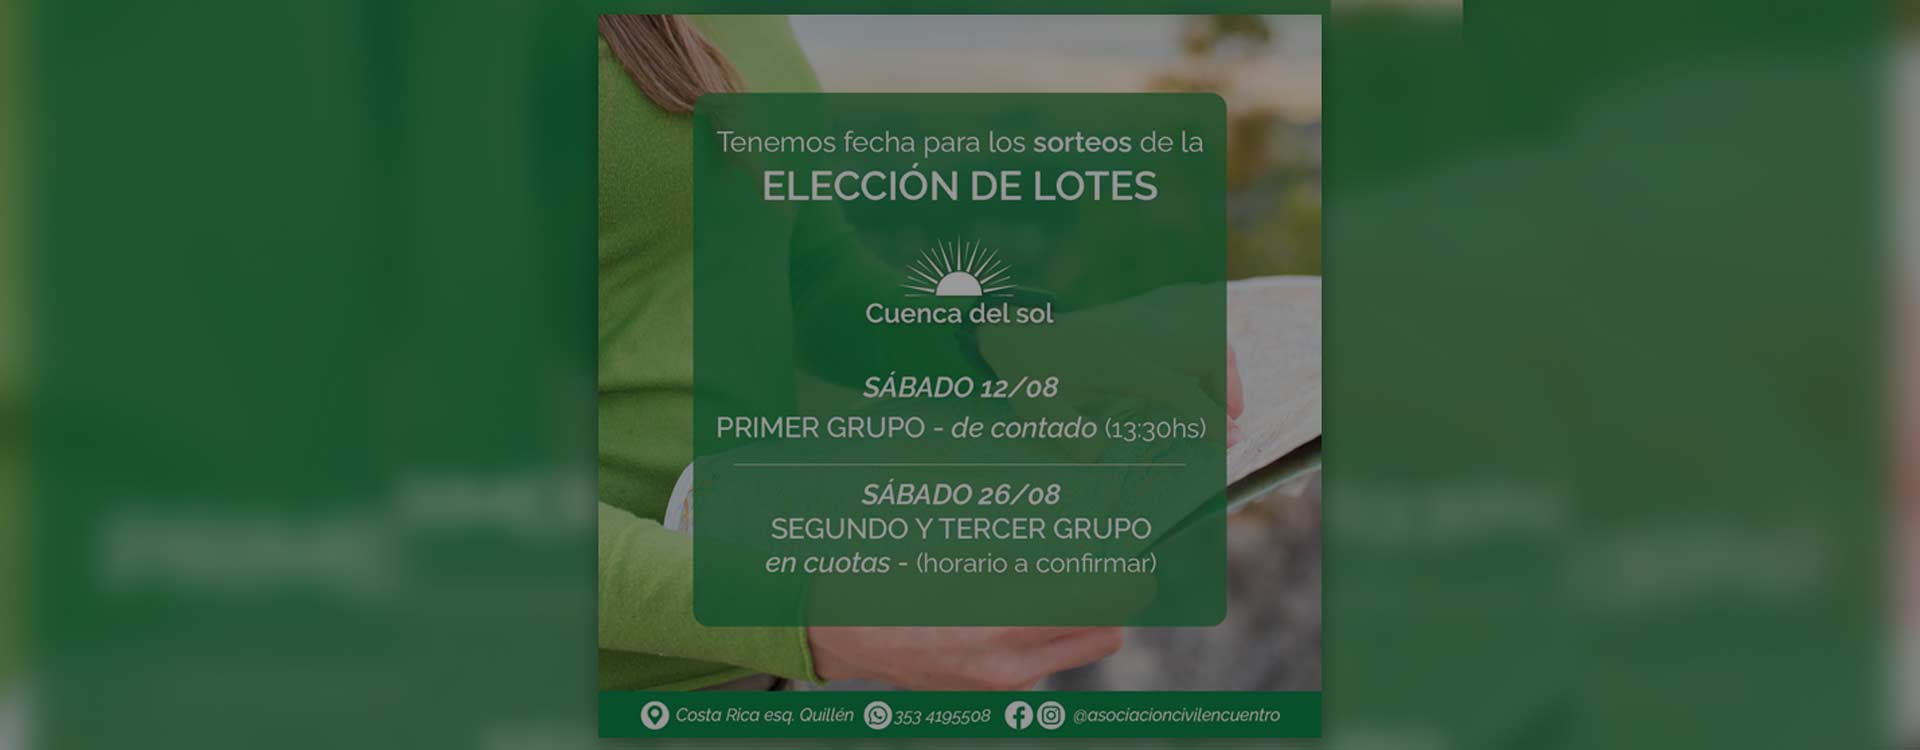 Tenemos fecha para los sorteos de la
ELECCIÓN DE LOTES
Cuenca del sol
SÁBADO 12/08
PRIMER GRUPO - de contado (13:30hs)
SÁBADO 26/08
SEGUNDO Y TERCER GRUPO
en cuotas - (horario a confirmar)
Costa Rica esq. Quillén 353 4195508 @asociacioncivilencuentro